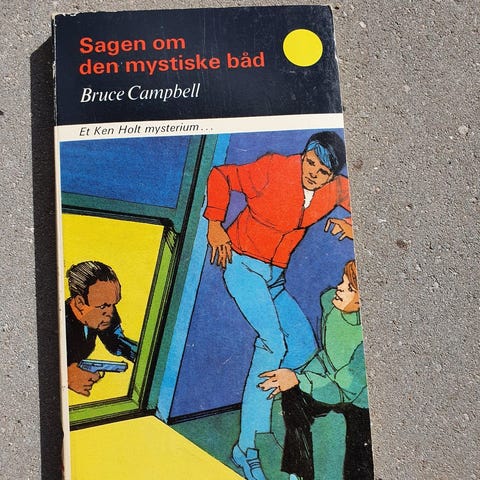 Sagen om
den mystiske båd
Bruce Campbell
Et Ken Holt mysterium...